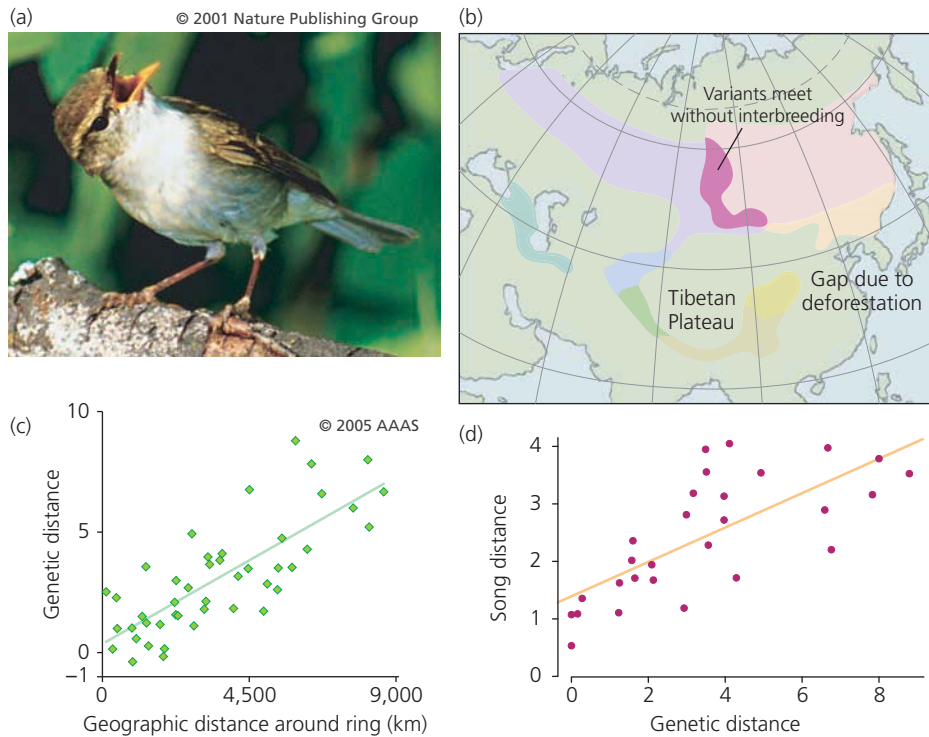 (a)
© 2001 Nature Publishing Group
(b)
Variants meet
without interbreeding
Tibetan
Plateau
Gap due to
deforestation
(c)
© 2005 AAAS
10
5
0
−1
Genetic distance
0
4,500
9,000
Geographic distance around ring (km)
(d)
4
3
2
1
0
Song distance
0
2
4
6
8
Genetic distance